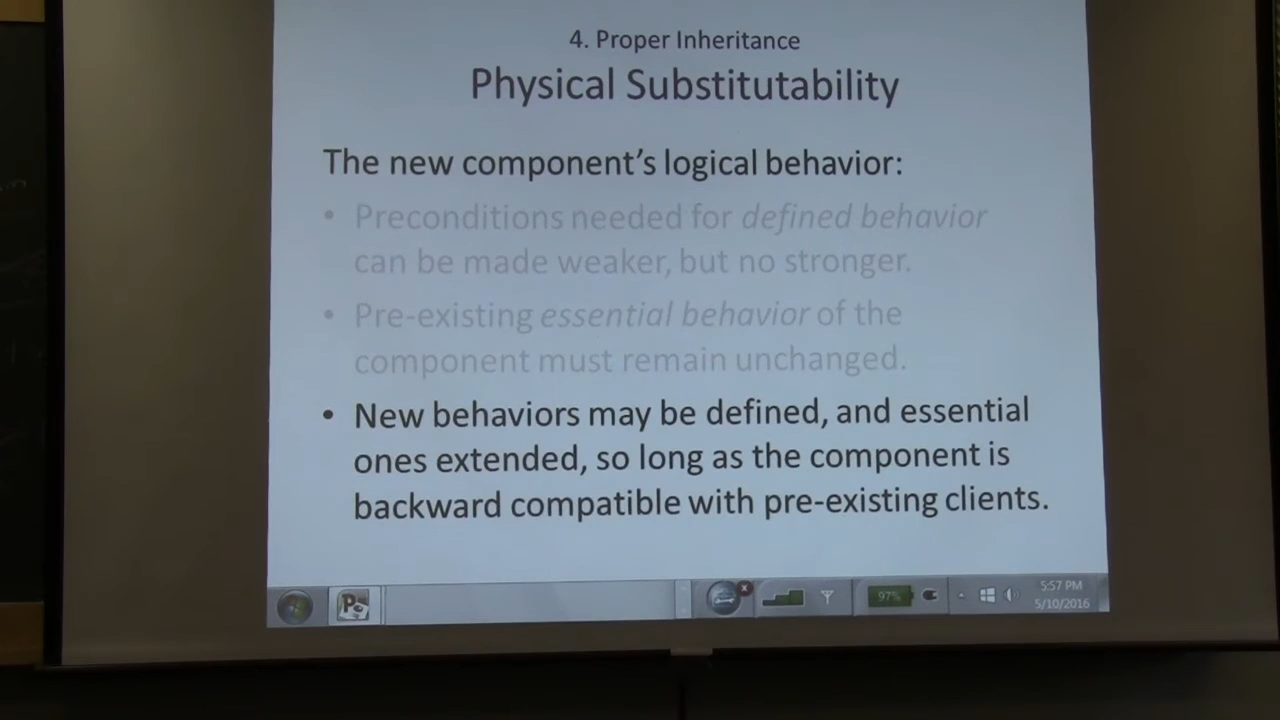 4. Proper Inheritance
Physical Substitutability
The new component’s logical behavior:
• Preconditions needed for defined behavior
can be made weaker, but no stronger.
• Pre-existing essential behavior of the
component must remain unchanged.
• New behaviors may be defined, and essential
ones extended, so long as the component is
backward compatible with pre-existing clients.
97%
5:57 PM
5/10/2016